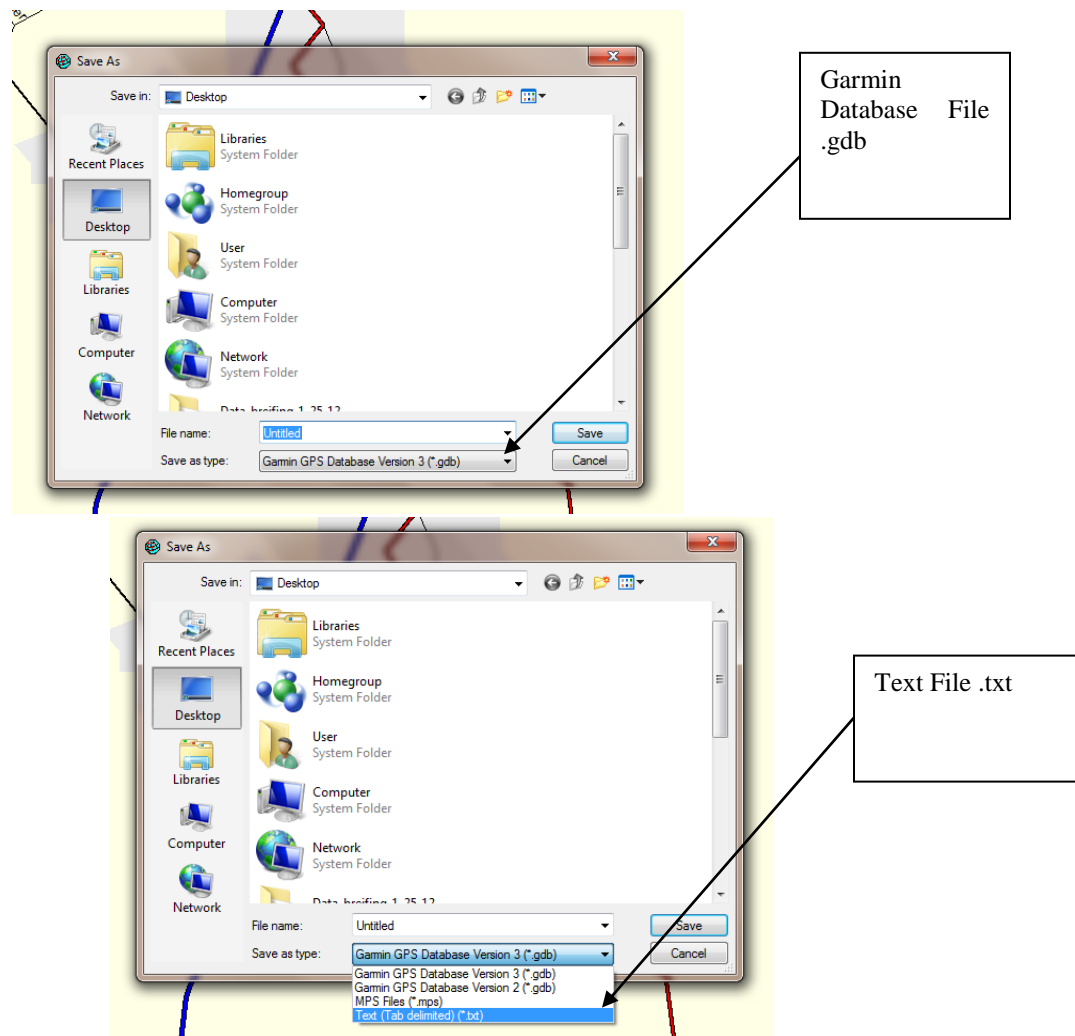 Save As
Save in:
Desktop
Recent Places
Desktop
Libraries
Computer
Network
Libraries
System Folder
Homegroup
System Folder
User
System Folder
Computer
System Folder
Network
System Folder
Data_breifing_1_25_12
File name:
Untitled
Save
Save as type:
Garmin GPS Database Version 3 (*.gdb)
Cancel
Garmin
Database File
.gdb
Save As
Save in:
Desktop
Recent Places
Desktop
Libraries
Computer
Network
Libraries
System Folder
Homegroup
System Folder
User
System Folder
Computer
System Folder
Network
System Folder
Data_breifing_1_25_12
File name:
Untitled
Save
Save as type:
Garmin GPS Database Version 3 (*.gdb)
Cancel
Garmin GPS Database Version 3 (*.gdb)
Garmin GPS Database Version 2 (*.gdb)
MPS Files (*.mps)
Text (Tab delimited) (*.txt)
Text File .txt